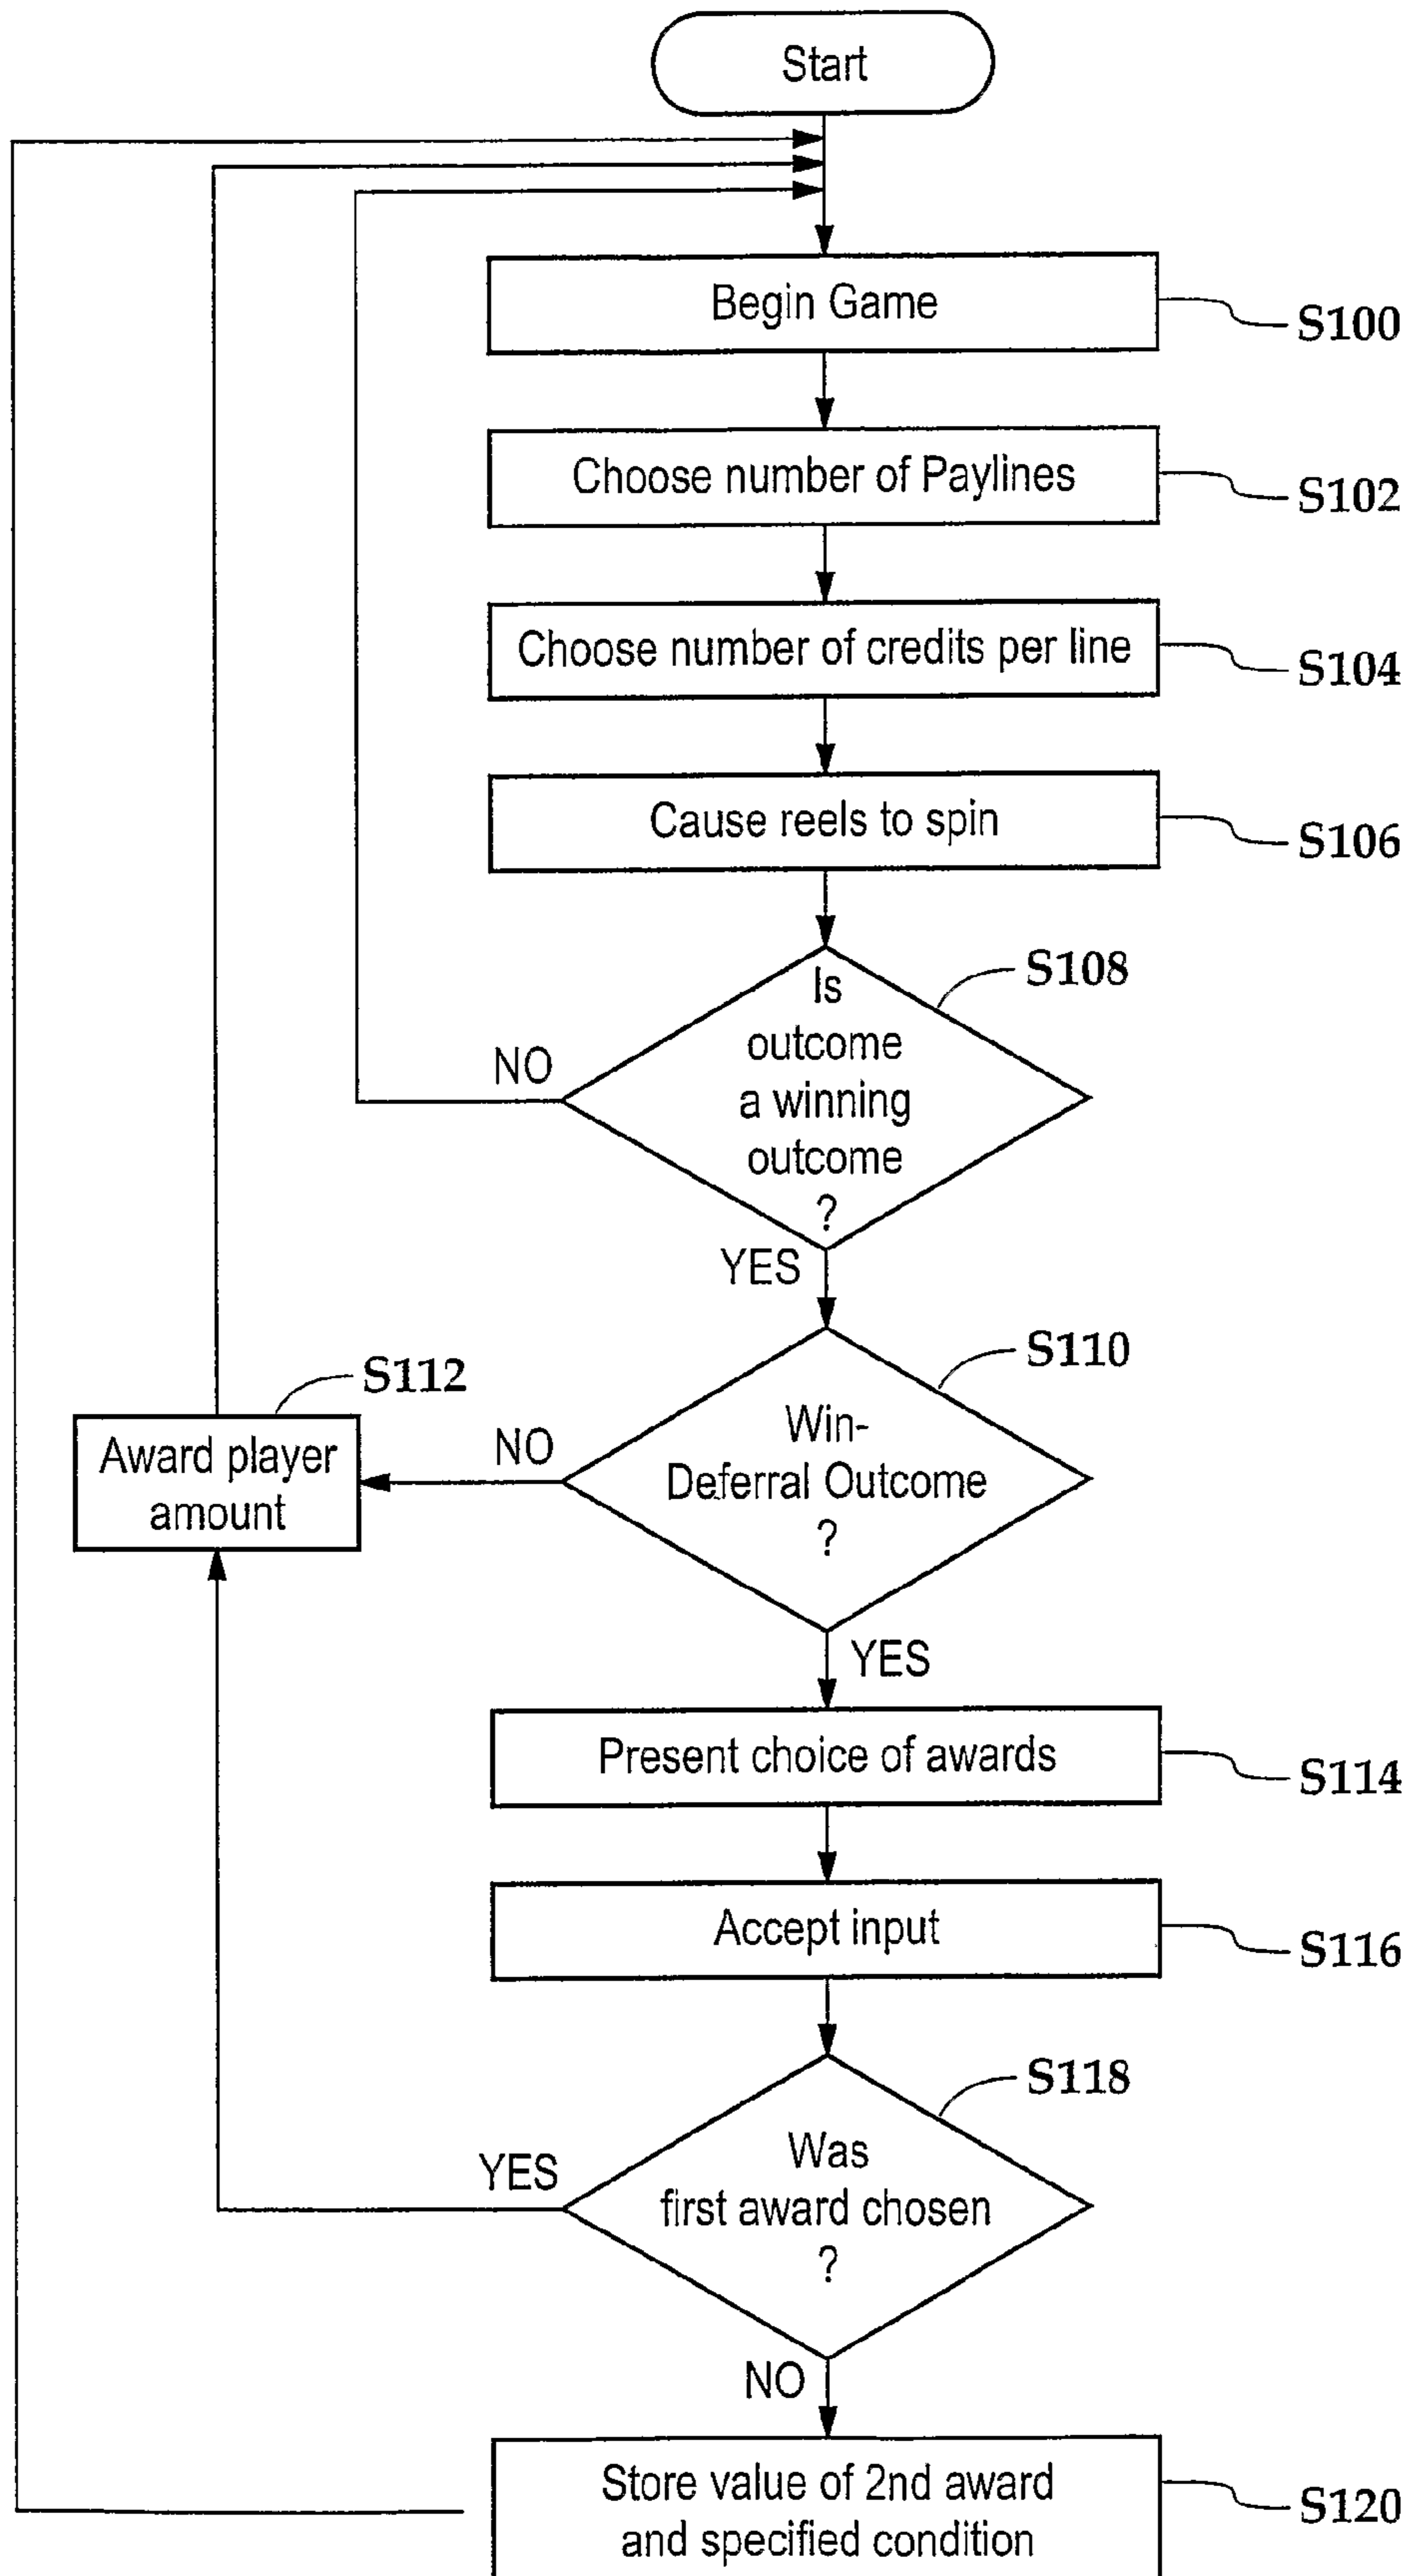 Start
Begin Game
S100
Choose number of Paylines
S102
Choose number of credits per line
S104
Cause reels to spin
S106
S108
Is
outcome
a winning
outcome
?
NO
YES
S110
Win-
Deferral Outcome
?
NO
S112
Award player
amount
YES
Present choice of awards
S114
Accept input
S116
S118
Was
first award chosen
?
YES
NO
Store value of 2nd award
and specified condition
S120